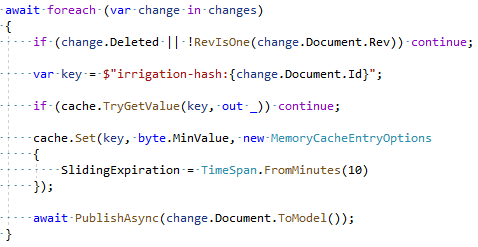 await foreach (var change in changes)
{
if (change.Deleted || !RevIsOne(change.Document.Rev)) continue;
var key = $"irrigation-hash:{change.Document.Id}";
if (cache.TryGetValue(key, out _)) continue;
cache.Set(key, byte.MinValue, new MemoryCacheEntryOptions
{
SlidingExpiration = TimeSpan.FromMinutes(10)
});
await PublishAsync(change.Document.ToModel());
}